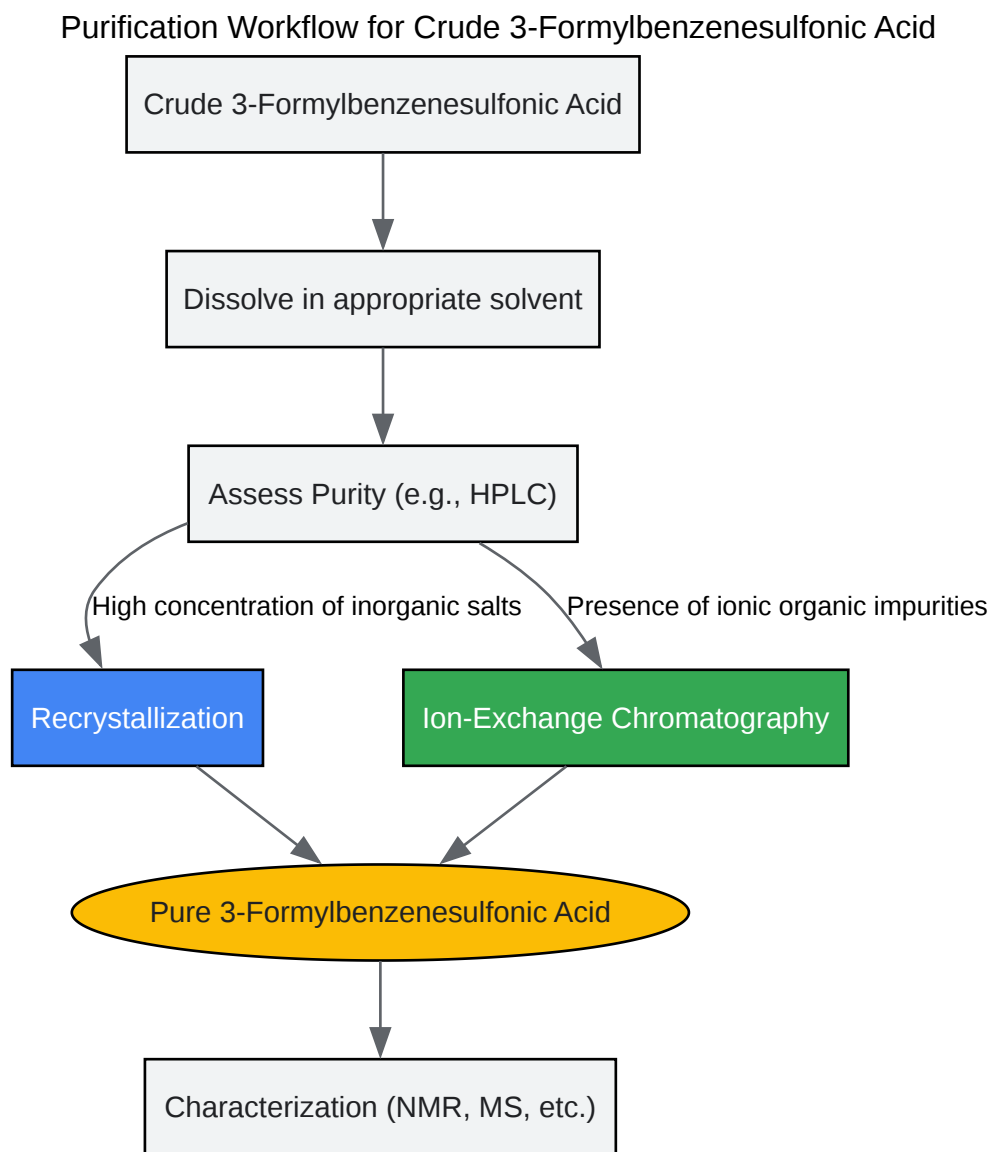 Purification Workflow for Crude 3-Formylbenzenesulfonic Acid
Crude 3-Formylbenzenesulfonic Acid
Dissolve in appropriate solvent
Assess Purity (e.g., HPLC)
High concentration of inorganic salts
Presence of ionic organic impurities
Recrystallization
Ion-Exchange Chromatography
Pure 3-Formylbenzenesulfonic Acid
Characterization (NMR, MS, etc.)